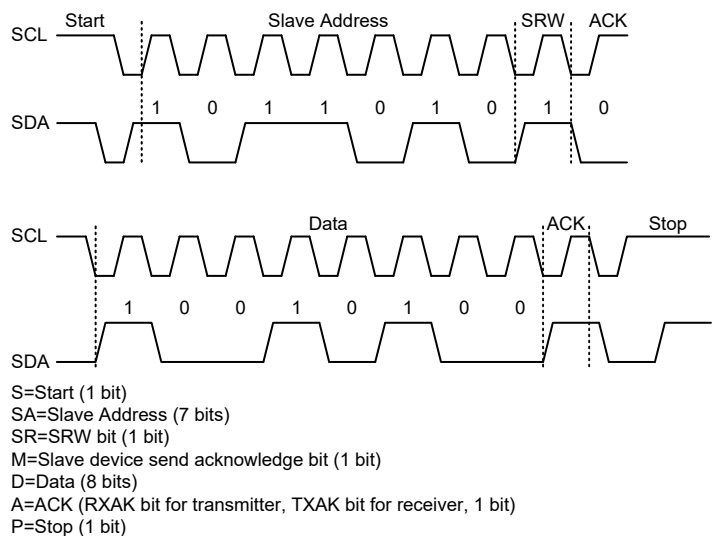 Start Slave Address SRW ACK
SCL
1 0 1 1 0 1 0 1 0
SDA
Data ACK Stop
SCL
1 0 0 1 0 1 0 0
SDA
S=Start (1 bit)
SA=Slave Address (7 bits)
SR=SRW bit (1 bit)
M=Slave device send acknowledge bit (1 bit)
D=Data (8 bits)
A=ACK (RXAK bit for transmitter, TXAK bit for receiver, 1 bit)
P=Stop (1 bit)